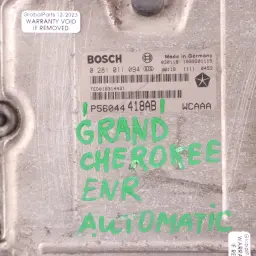 GlobalParts 12/2023
WARRANTY VOID
IF REMOVED
BOSCH
Made in Germany
0 281 011 094
P56044 418AB
WCAAA
GRAND
CHEROKEE
ENR
AUTOMATIC